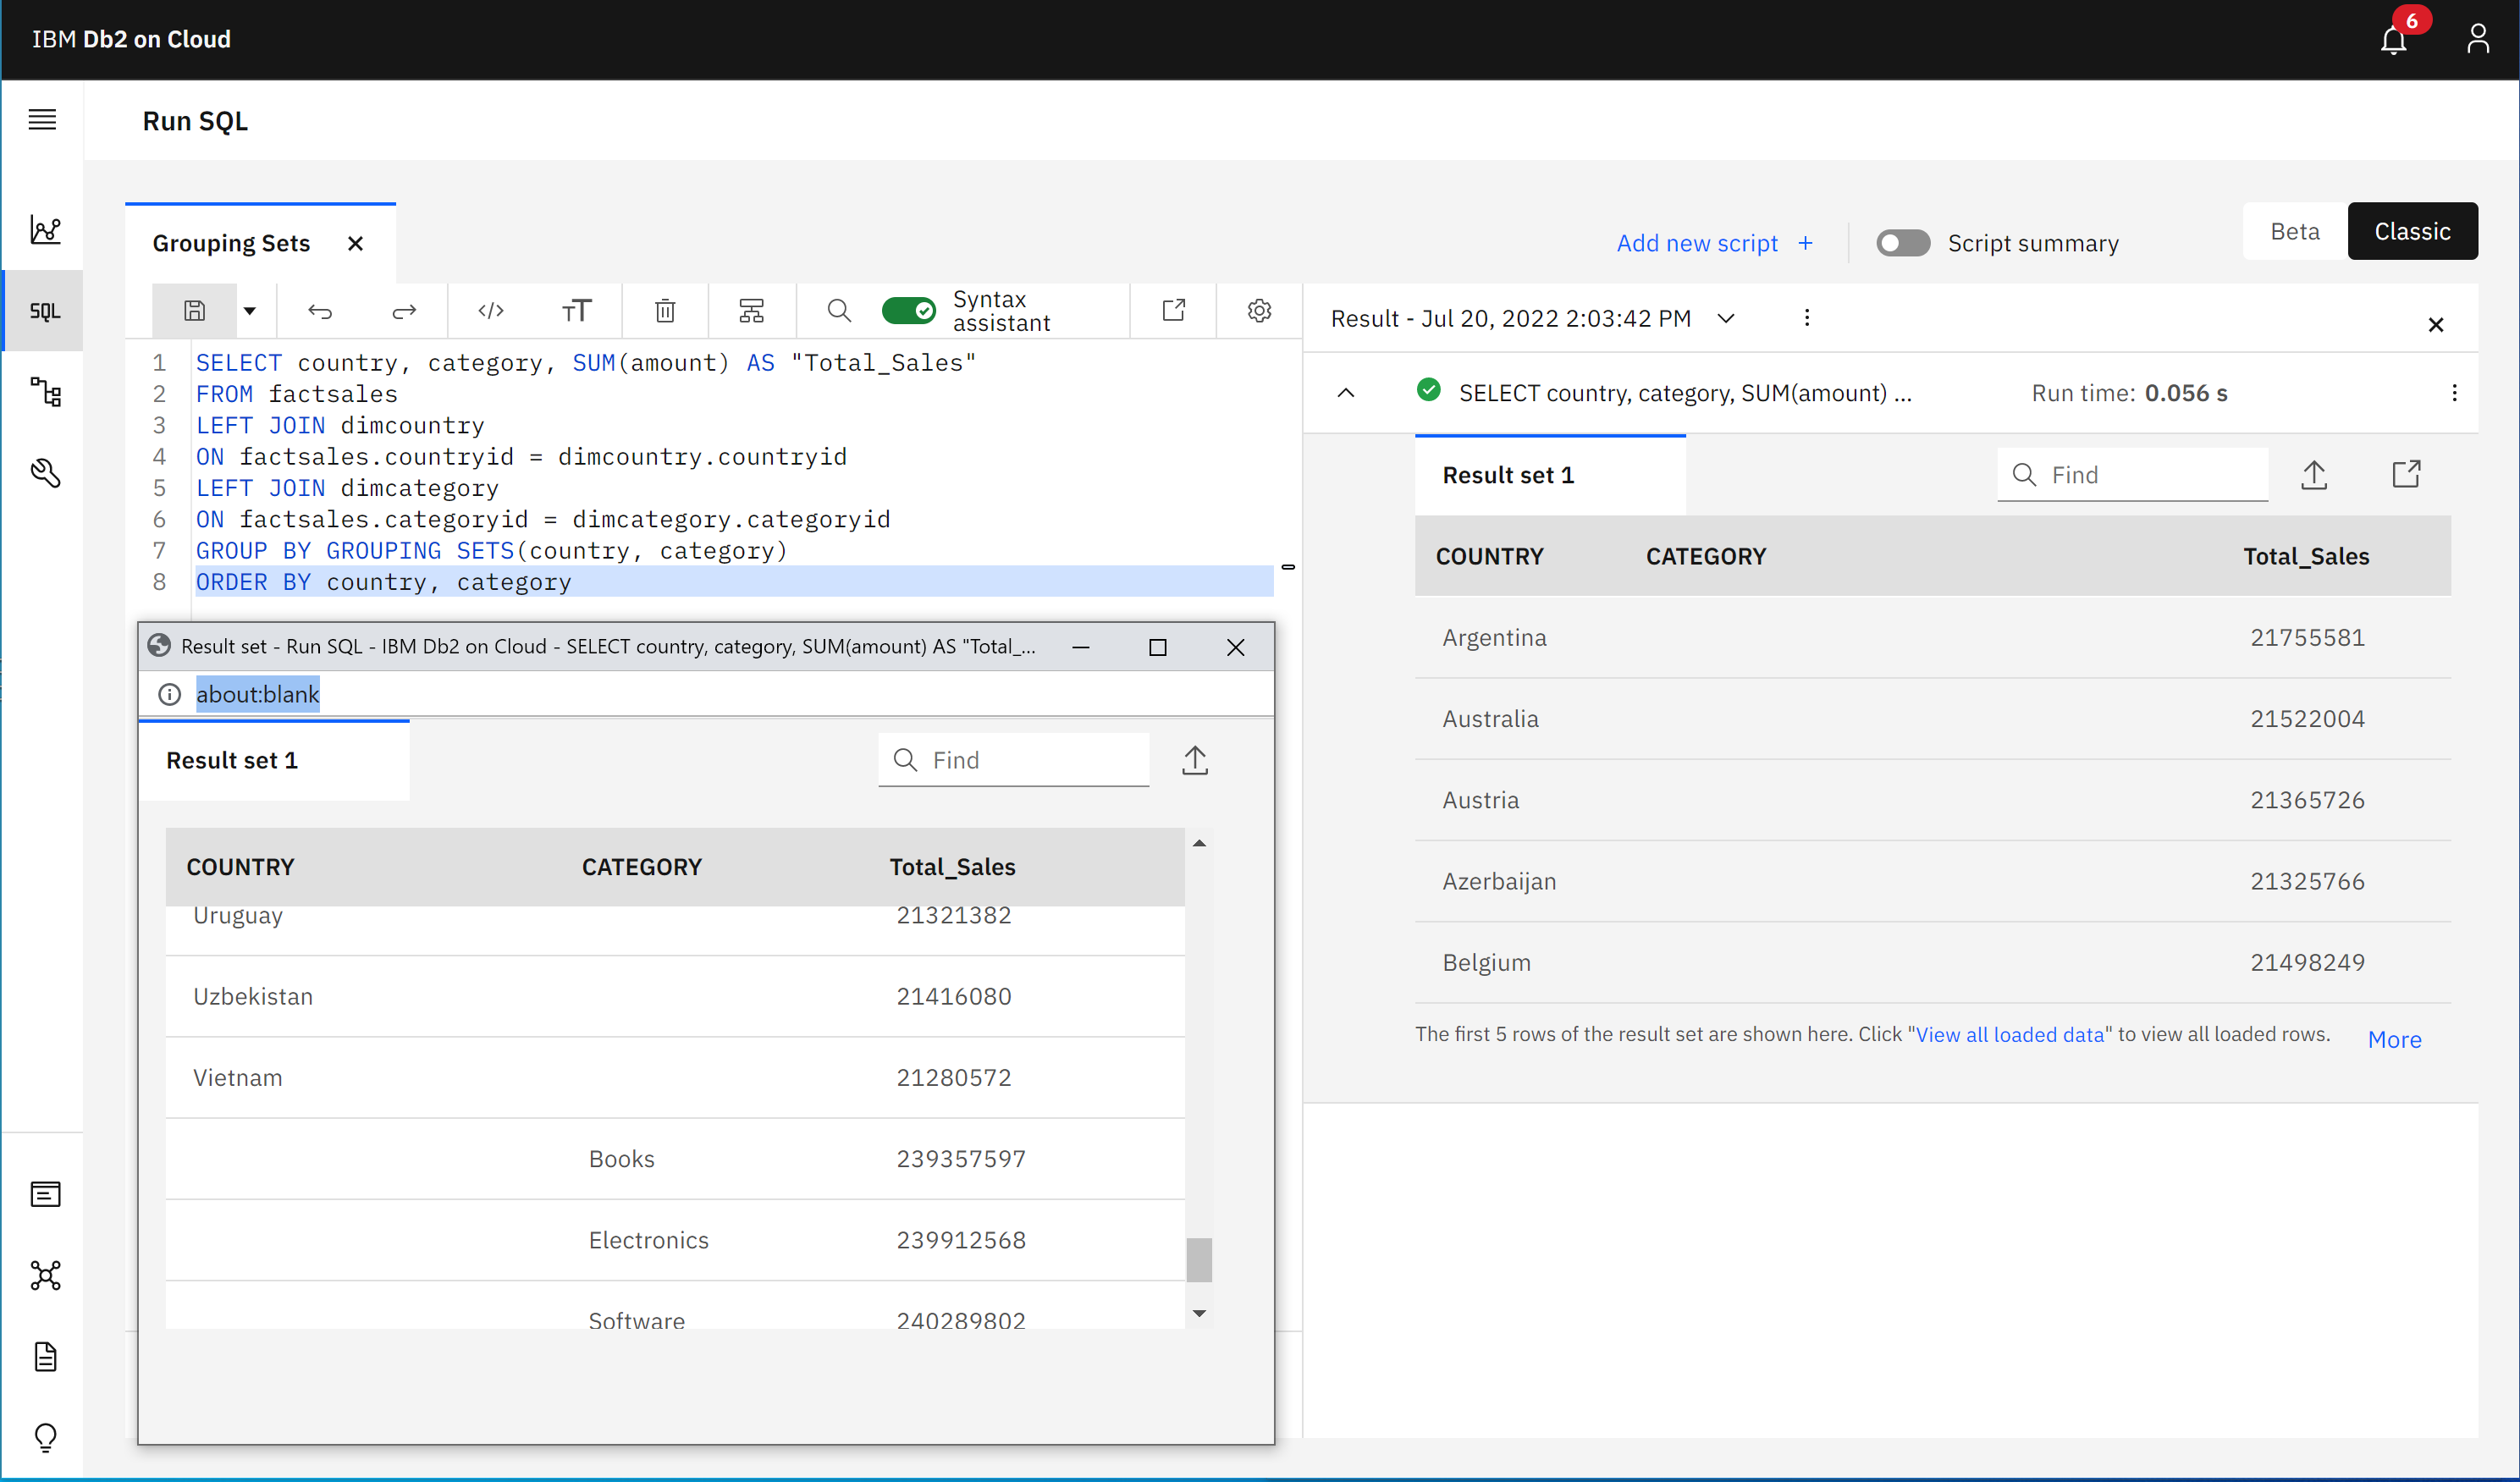 IBM Db2 on Cloud
6
Run SQL
Grouping Sets
Add new script +
Script summary
Beta
Classic
SQL
Syntax
assistant
1 SELECT country, category, SUM(amount) AS "Total_Sales"
2 FROM factsales
3 LEFT JOIN dimcountry
4 ON factsales.countryid = dimcountry.countryid
5 LEFT JOIN dimcategory
6 ON factsales.categoryid = dimcategory.categoryid
7 GROUP BY GROUPING SETS(country, category)
8 ORDER BY country, category
Result set - Run SQL - IBM Db2 on Cloud - SELECT country, category, SUM(amount) AS "Total_...
about:blank
Result set 1
Find
COUNTRY CATEGORY Total_Sales
Uruguay 21321382
Uzbekistan 21416080
Vietnam 21280572
Books 239357597
Electronics 239912568
Software 240289802
Result - Jul 20, 2022 2:03:42 PM
SELECT country, category, SUM(amount) ...
Run time: 0.056 s
Result set 1
Find
COUNTRY CATEGORY Total_Sales
Argentina 21755581
Australia 21522004
Austria 21365726
Azerbaijan 21325766
Belgium 21498249
The first 5 rows of the result set are shown here. Click "View all loaded data" to view all loaded rows.
More